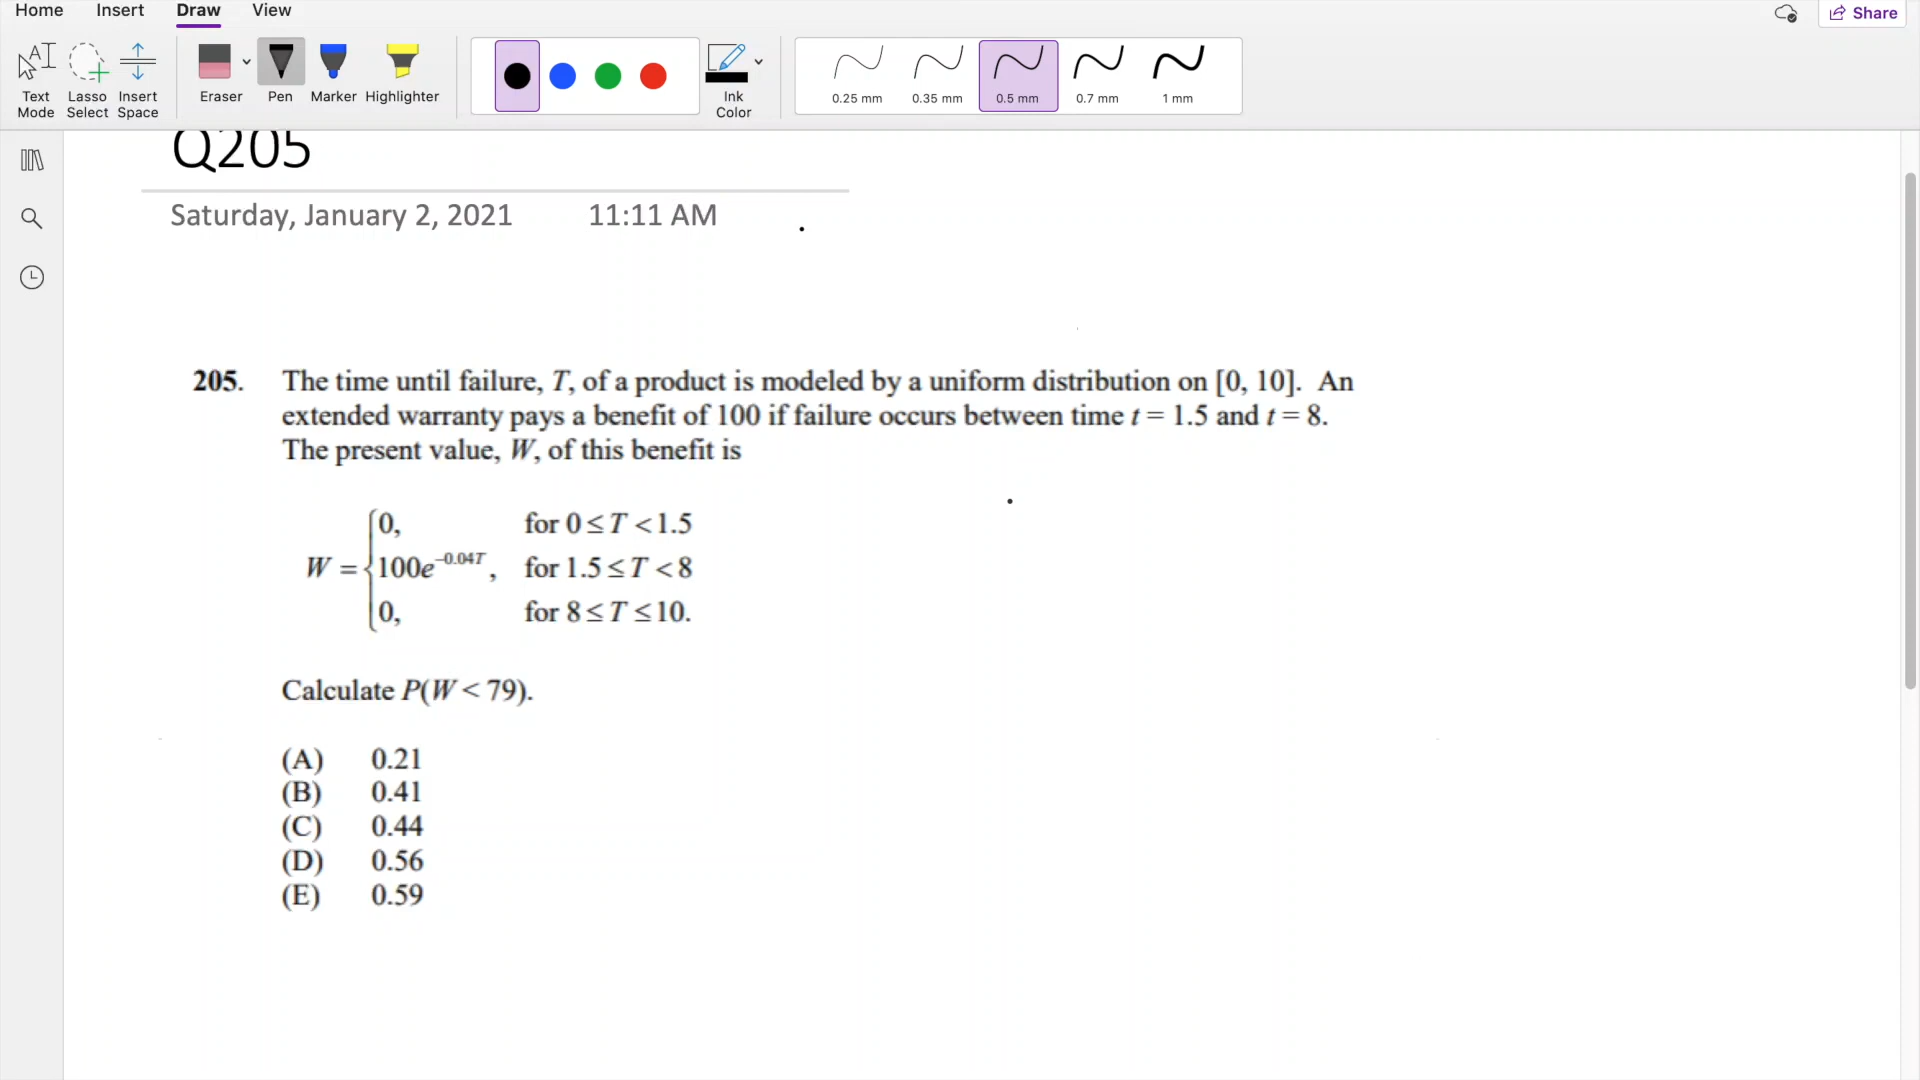 Home Insert Draw View Share
Text Mode Lasso Select Insert Space Eraser Pen Marker Highlighter Ink Color 0.25 mm 0.35 mm 0.5 mm 0.7 mm 1 mm
Q205
Saturday, January 2, 2021 11:11 AM
205. The time until failure, T, of a product is modeled by a uniform distribution on [0, 10]. An
extended warranty pays a benefit of 100 if failure occurs between time t = 1.5 and t = 8.
The present value, W, of this benefit is
0, for 0 ≤ T < 1.5
W = { 100e^{-0.04T}, for 1.5 ≤ T < 8
0, for 8 ≤ T ≤ 10.
Calculate P(W < 79).
(A) 0.21
(B) 0.41
(C) 0.44
(D) 0.56
(E) 0.59